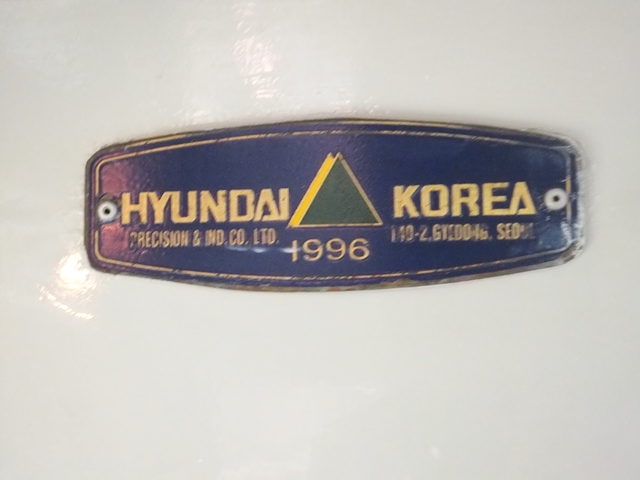 HYUNDAI KOREA
PRECISION & IND. CO. LTD.
140-2, GYEDONG, SEOUL
1996